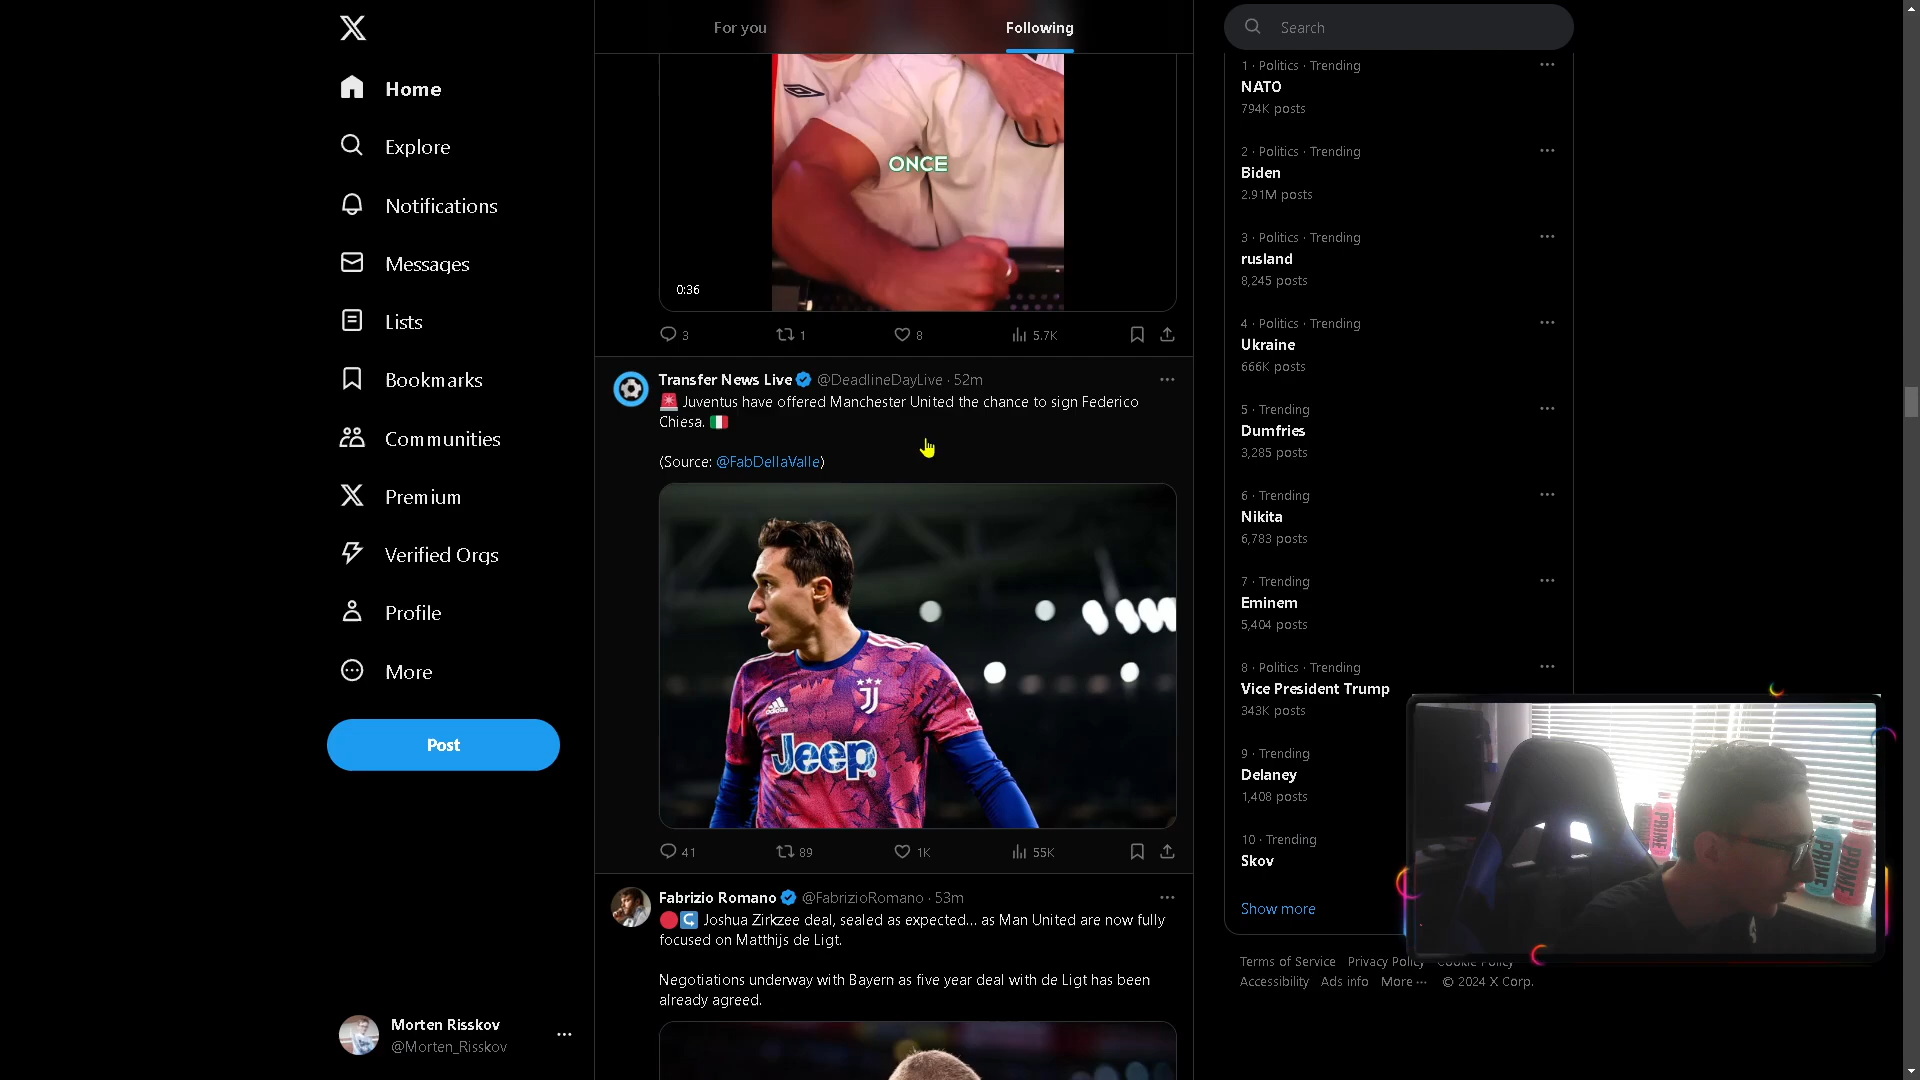 Home
Explore
Notifications
Messages
Lists
Bookmarks
Communities
Premium
Verified Orgs
Profile
More
Post
Morten Risskov
@Morten_Risskov
For you
Following
ONCE
0:36
3
1
8
5.7K
Transfer News Live @DeadlineDayLive · 52m
🚨 Juventus have offered Manchester United the chance to sign Federico
Chiesa. 🇮🇹
(Source: @FabDellaValle)
Jeep
41
89
1K
55K
Fabrizio Romano @FabrizioRomano · 53m
🔴↪️ Joshua Zirkzee deal, sealed as expected... as Man United are now fully
focused on Matthijs de Ligt.
Negotiations underway with Bayern as five year deal with de Ligt has been
already agreed.
Search
1 · Politics · Trending
NATO
794K posts
2 · Politics · Trending
Biden
2.91M posts
3 · Politics · Trending
rusland
8,245 posts
4 · Politics · Trending
Ukraine
666K posts
5 · Trending
Dumfries
3,285 posts
6 · Trending
Nikita
6,783 posts
7 · Trending
Eminem
5,404 posts
8 · Politics · Trending
Vice President Trump
343K posts
9 · Trending
Delaney
1,408 posts
10 · Trending
Skov
Show more
PRIME
PRIME
PRIME
PRIME
Terms of Service Privacy Policy Cookie Policy
Accessibility Ads info More ··· © 2024 X Corp.